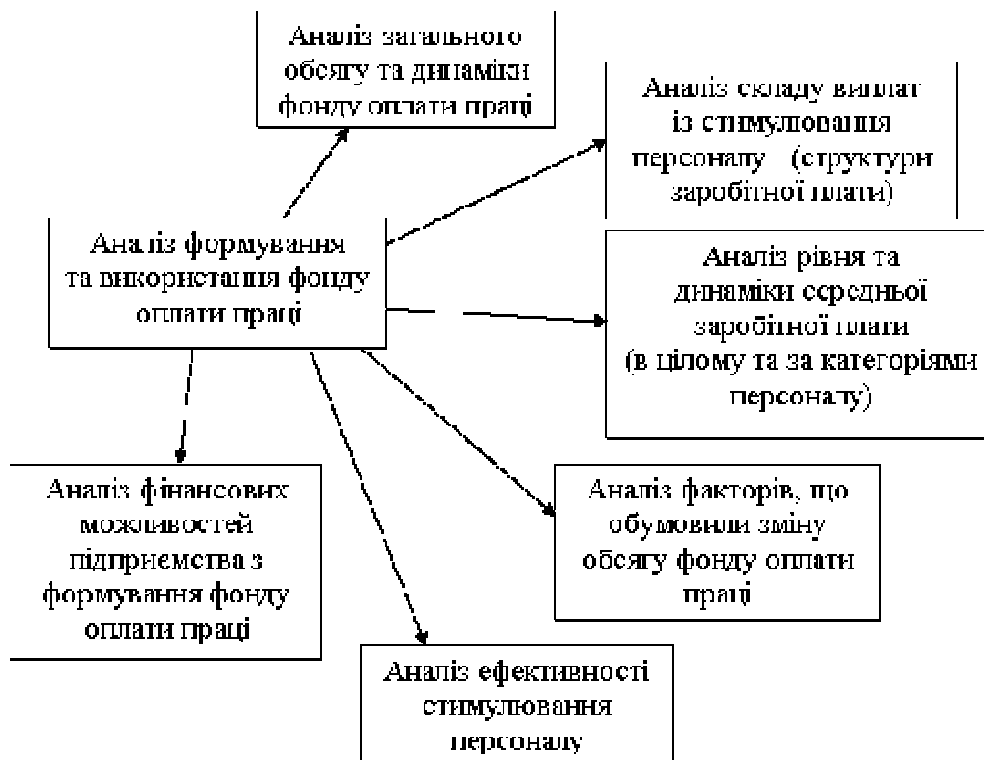 Аналіз загального
обсягу та динаміки
фонду оплати праці
Аналіз складу виплат
із стимулювання
персоналу (структури
заробітної плати)
Аналіз формування
та використання фонду
оплати праці
Аналіз рівня та
динаміки середньої
заробітної плати
(в цілому та за категоріями
персоналу)
Аналіз фінансових
можливостей
підприємства з
формування фонду
оплати праці
Аналіз факторів, що
обумовили зміну
обсягу фонду оплати
праці
Аналіз ефективності
стимулювання
персоналу